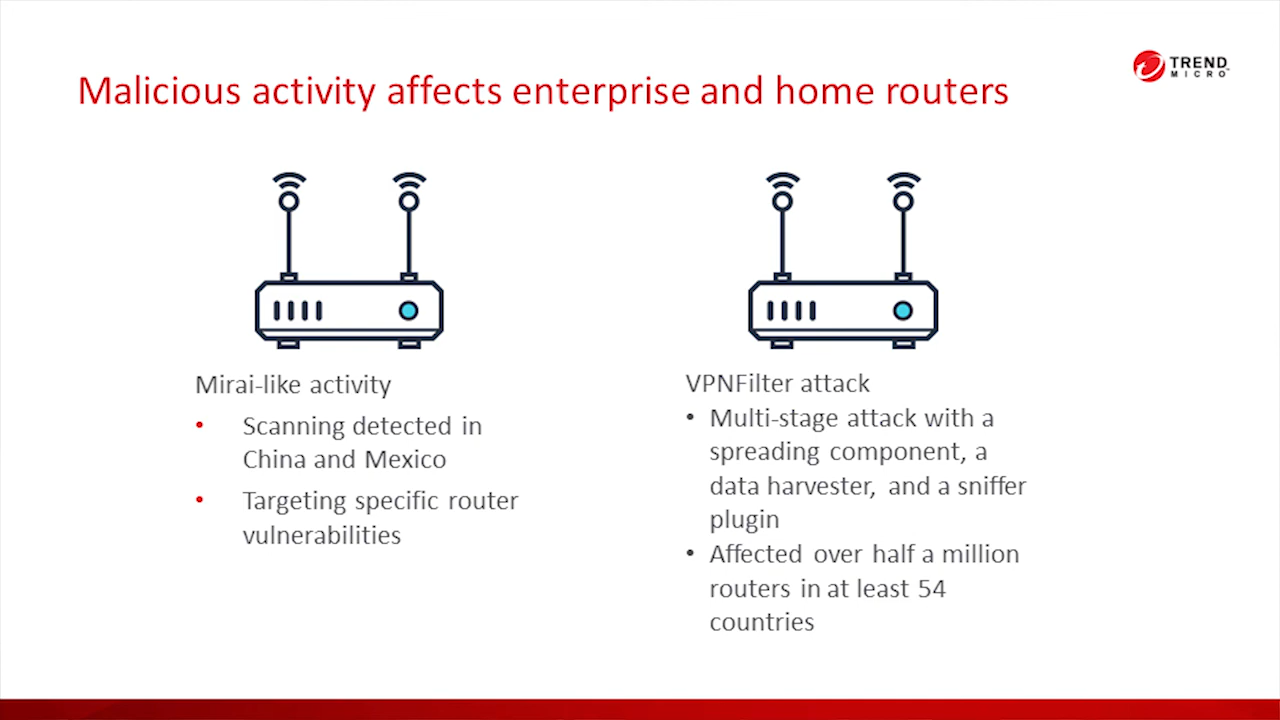 TREND
MICRO™
Malicious activity affects enterprise and home routers
Mirai-like activity
• Scanning detected in
China and Mexico
• Targeting specific router
vulnerabilities
VPNFilter attack
• Multi-stage attack with a
spreading component, a
data harvester, and a sniffer
plugin
• Affected over half a million
routers in at least 54
countries